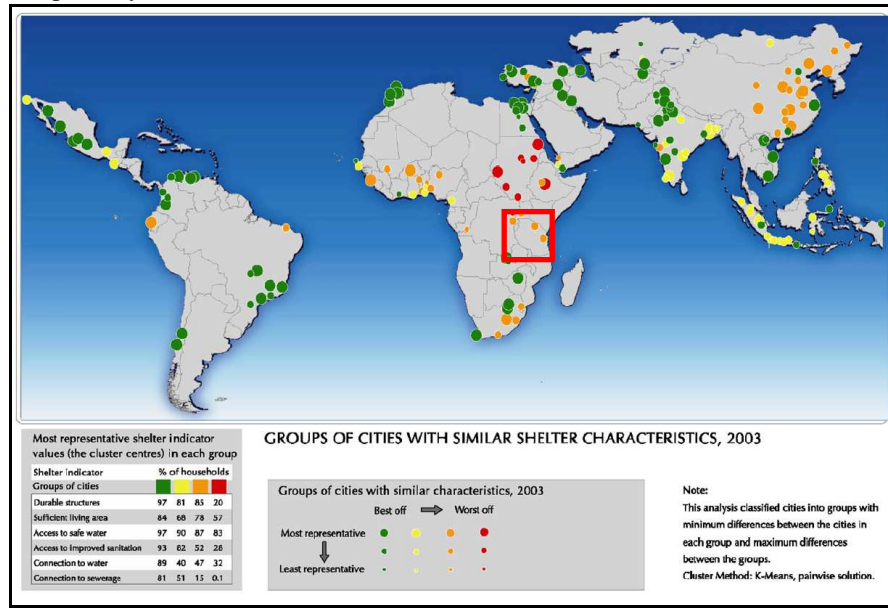 GROUPS OF CITIES WITH SIMILAR SHELTER CHARACTERISTICS, 2003
Most representative shelter indicator
values (the cluster centres) in each group
Shelter Indicator % of households
Groups of cities
Durable structures 97 81 85 20
Sufficient living area 84 68 78 57
Access to safe water 97 90 87 83
Access to improved sanitation 93 82 52 28
Connection to water 89 40 47 32
Connection to sewerage 81 51 15 0.1
Groups of cities with similar characteristics, 2003
Best off Worst off
Most representative
Least representative
Note:
This analysis classified cities into groups with
minimum differences between the cities in
each group and maximum differences
between the groups.
Cluster Method: K-Means, pairwise solution.